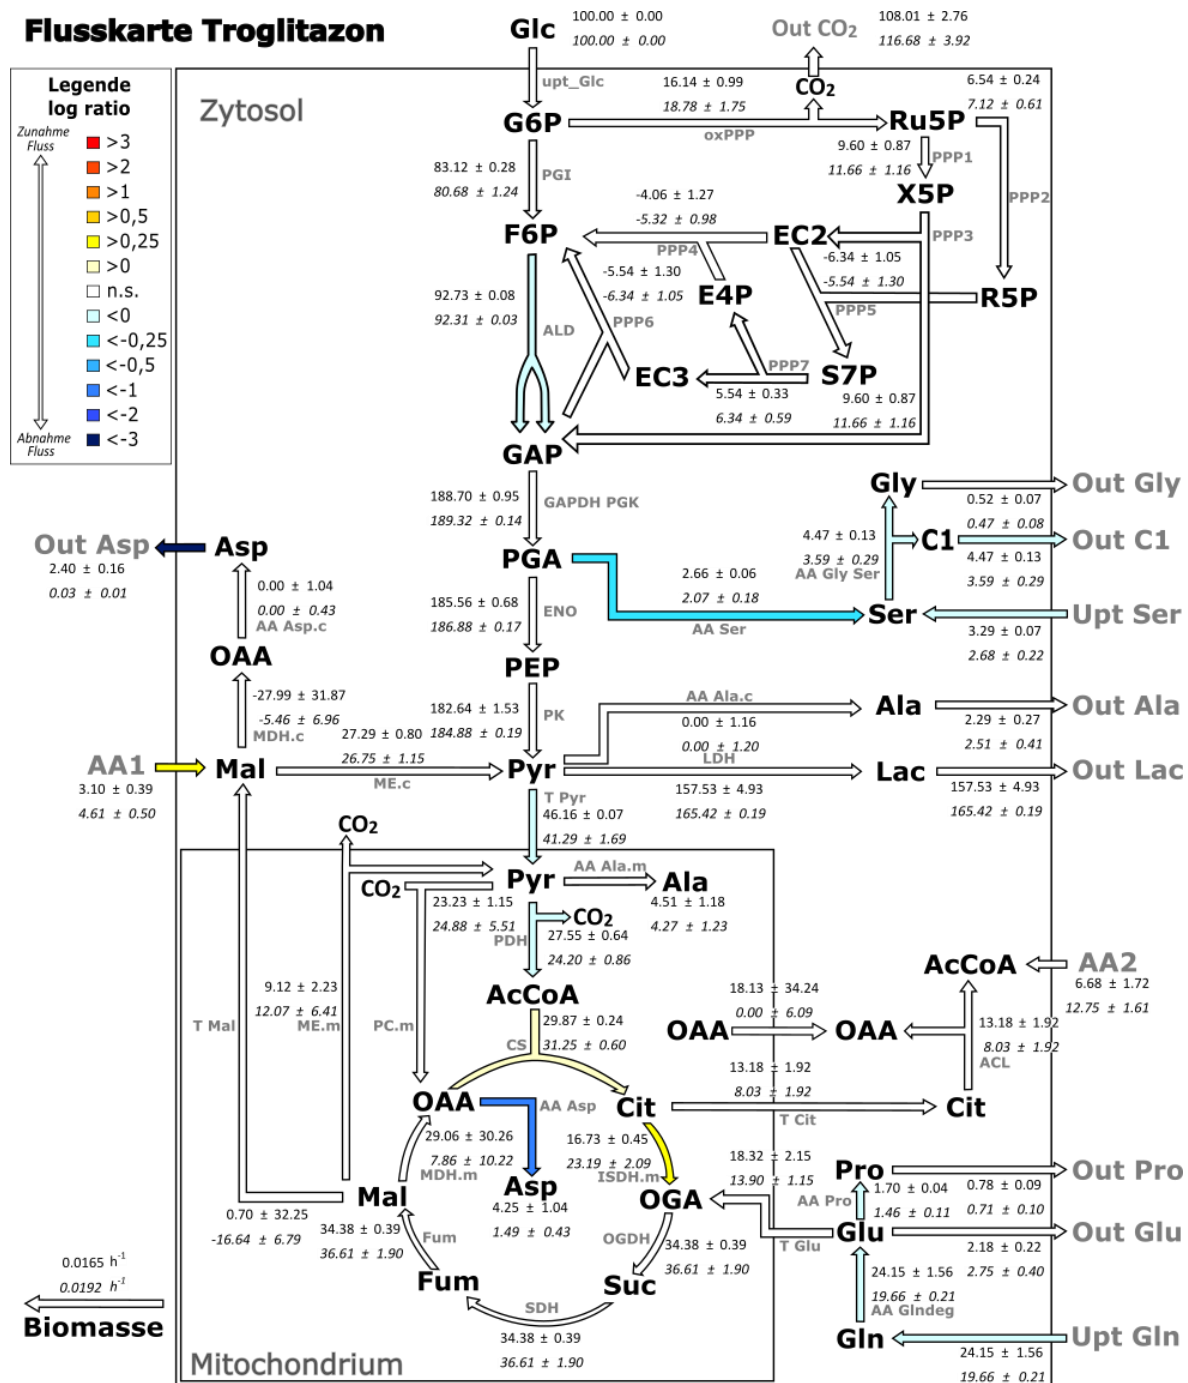 Flusskarte Troglitazon
Legende
log ratio
Zunahme
Fluss
>3
>2
>1
>0,5
>0,25
>0
n.s.
<0
<-0,25
<-0,5
<-1
<-2
<-3
Abnahme
Fluss
Zytosol
Glc
100.00 ± 0.00
100.00 ± 0.00
upt_Glc
Out CO₂
108.01 ± 2.76
116.68 ± 3.92
CO₂
G6P
16.14 ± 0.99
18.78 ± 1.75
oxPPP
Ru5P
6.54 ± 0.24
7.12 ± 0.61
9.60 ± 0.87
11.66 ± 1.16
PPP1
PPP2
83.12 ± 0.28
80.68 ± 1.24
PGI
X5P
-4.06 ± 1.27
-5.32 ± 0.98
F6P
PPP4
EC2
PPP3
-6.34 ± 1.05
-5.54 ± 1.30
-5.54 ± 1.30
-6.34 ± 1.05
E4P
PPP5
R5P
92.73 ± 0.08
92.31 ± 0.03
ALD
PPP6
EC3
PPP7
S7P
5.54 ± 0.33
6.34 ± 0.59
9.60 ± 0.87
11.66 ± 1.16
GAP
188.70 ± 0.95
189.32 ± 0.14
GAPDH PGK
Gly
Out Gly
0.52 ± 0.07
0.47 ± 0.08
4.47 ± 0.13
3.59 ± 0.29
AA Gly Ser
C1
Out C1
4.47 ± 0.13
3.59 ± 0.29
Out Asp
2.40 ± 0.16
0.03 ± 0.01
Asp
0.00 ± 1.04
0.00 ± 0.43
AA Asp.c
PGA
2.66 ± 0.06
2.07 ± 0.18
AA Ser
Ser
Upt Ser
3.29 ± 0.07
2.68 ± 0.22
185.56 ± 0.68
186.88 ± 0.17
ENO
OAA
PEP
-27.99 ± 31.87
-5.46 ± 6.96
MDH.c
182.64 ± 1.53
184.88 ± 0.19
PK
AA Ala.c
0.00 ± 1.16
0.00 ± 1.20
Ala
Out Ala
2.29 ± 0.27
2.51 ± 0.41
AA1
3.10 ± 0.39
4.61 ± 0.50
Mal
27.29 ± 0.80
26.75 ± 1.15
ME.c
Pyr
LDH
157.53 ± 4.93
165.42 ± 0.19
Lac
Out Lac
157.53 ± 4.93
165.42 ± 0.19
T Pyr
46.16 ± 0.07
41.29 ± 1.69
CO₂
CO₂
Pyr
AA Ala.m
Ala
4.51 ± 1.18
4.27 ± 1.23
23.23 ± 1.15
24.88 ± 5.51
PDH
CO₂
27.55 ± 0.64
24.20 ± 0.86
AcCoA
9.12 ± 2.23
12.07 ± 6.41
T Mal
ME.m
PC.m
29.87 ± 0.24
31.25 ± 0.60
CS
18.13 ± 34.24
0.00 ± 6.09
OAA
OAA
AcCoA
AA2
6.68 ± 1.72
12.75 ± 1.61
13.18 ± 1.92
8.03 ± 1.92
ACL
OAA
AA Asp
Cit
13.18 ± 1.92
8.03 ± 1.92
T Cit
Cit
29.06 ± 30.26
7.86 ± 10.22
MDH.m
16.73 ± 0.45
23.19 ± 2.09
ISDH.m
Asp
4.25 ± 1.04
1.49 ± 0.43
Mal
OGA
18.32 ± 2.15
13.90 ± 1.15
T Glu
Pro
Out Pro
0.78 ± 0.09
0.71 ± 0.10
1.70 ± 0.04
1.46 ± 0.11
AA Pro
Glu
Out Glu
2.18 ± 0.22
2.75 ± 0.40
0.70 ± 32.25
-16.64 ± 6.79
34.38 ± 0.39
36.61 ± 1.90
Fum
OGDH
34.38 ± 0.39
36.61 ± 1.90
Fum
Suc
SDH
34.38 ± 0.39
36.61 ± 1.90
24.15 ± 1.56
19.66 ± 0.21
AA Glndeg
Gln
Upt Gln
24.15 ± 1.56
19.66 ± 0.21
0.0165 h⁻¹
0.0192 h⁻¹
Biomasse
Mitochondrium